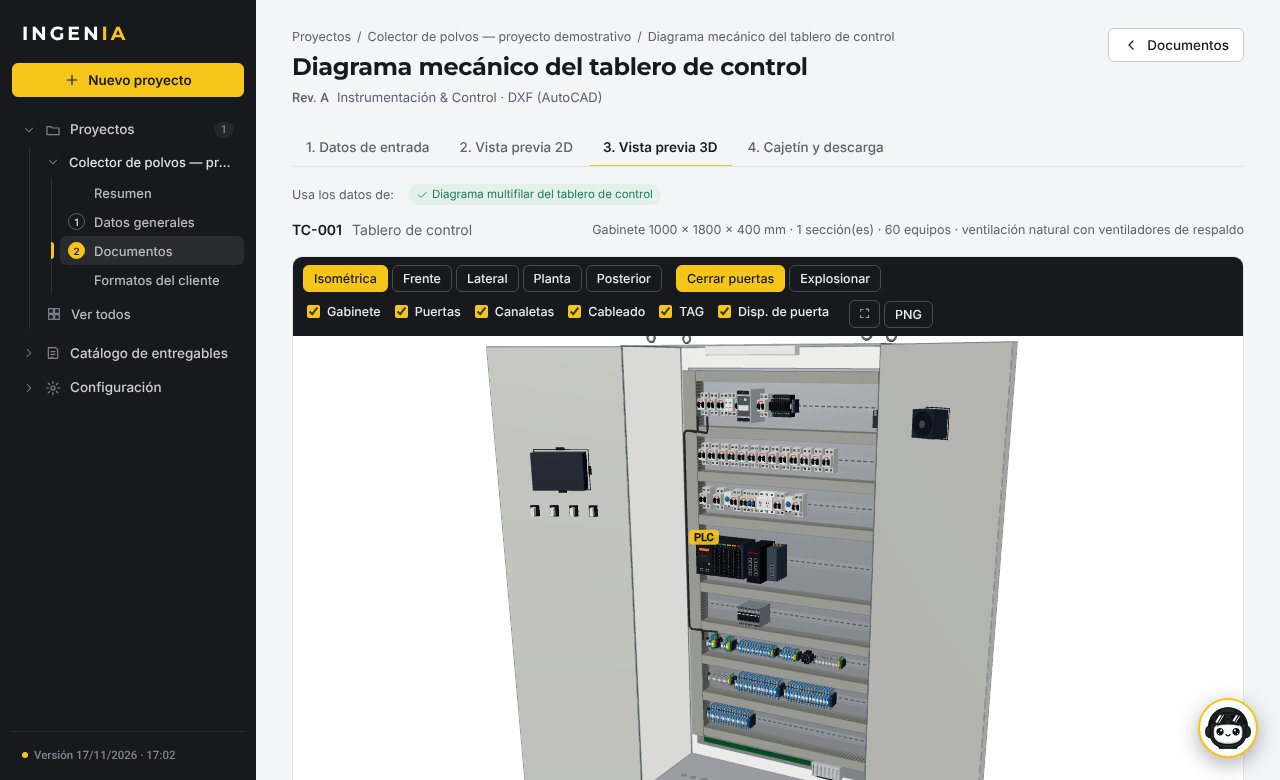 INGENIA
Nuevo proyecto
Proyectos 1
Colector de polvos — pr...
Resumen
1 Datos generales
2 Documentos
Formatos del cliente
Ver todos
Catálogo de entregables
Configuración
Versión 17/11/2026 · 17:02
Proyectos / Colector de polvos — proyecto demostrativo / Diagrama mecánico del tablero de control
Documentos
Diagrama mecánico del tablero de control
Rev. A Instrumentación & Control · DXF (AutoCAD)
1. Datos de entrada 2. Vista previa 2D 3. Vista previa 3D 4. Cajetín y descarga
Usa los datos de: Diagrama multifilar del tablero de control
TC-001 Tablero de control Gabinete 1000 × 1800 × 400 mm · 1 sección(es) · 60 equipos · ventilación natural con ventiladores de respaldo
Isométrica Frente Lateral Planta Posterior Cerrar puertas Explosionar
Gabinete Puertas Canaletas Cableado TAG Disp. de puerta PNG
PLC